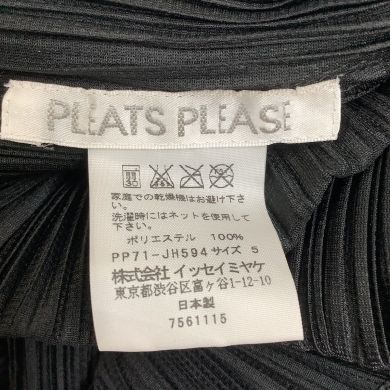 PLEATS PLEASE
家庭での乾燥機はお避け下さ
い。
洗濯時にはネットを使用して下
さい。
ポリエステル 100%
PP71-JH594 サイズ 5
株式会社 イッセイミヤケ
東京都渋谷区富ヶ谷1-12-10
日本製
7561115